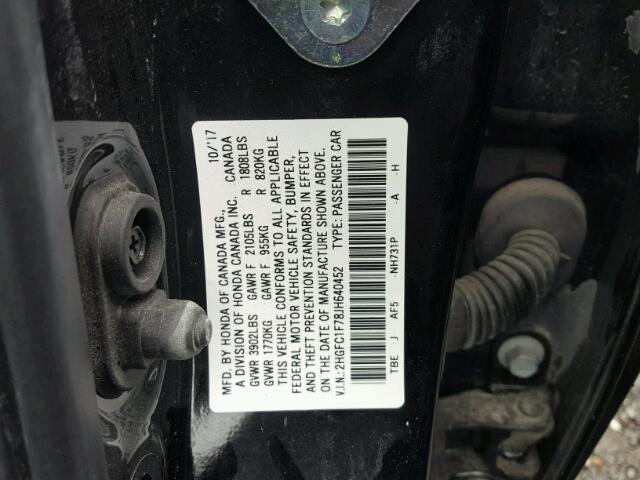 MFD. BY HONDA OF CANADA MFG., 10/'17
A DIVISION OF HONDA CANADA INC. CANADA
GVWR 3902LBS GAWR F 2105LBS R 1808LBS
GVWR 1770KG GAWR F 955KG R 820KG
THIS VEHICLE CONFORMS TO ALL APPLICABLE
FEDERAL MOTOR VEHICLE SAFETY, BUMPER,
AND THEFT PREVENTION STANDARDS IN EFFECT
ON THE DATE OF MANUFACTURE SHOWN ABOVE.
V.I.N.: 2HGFC1F78JH640452 TYPE: PASSENGER CAR
TBE J AF5 -NH731P -A -H